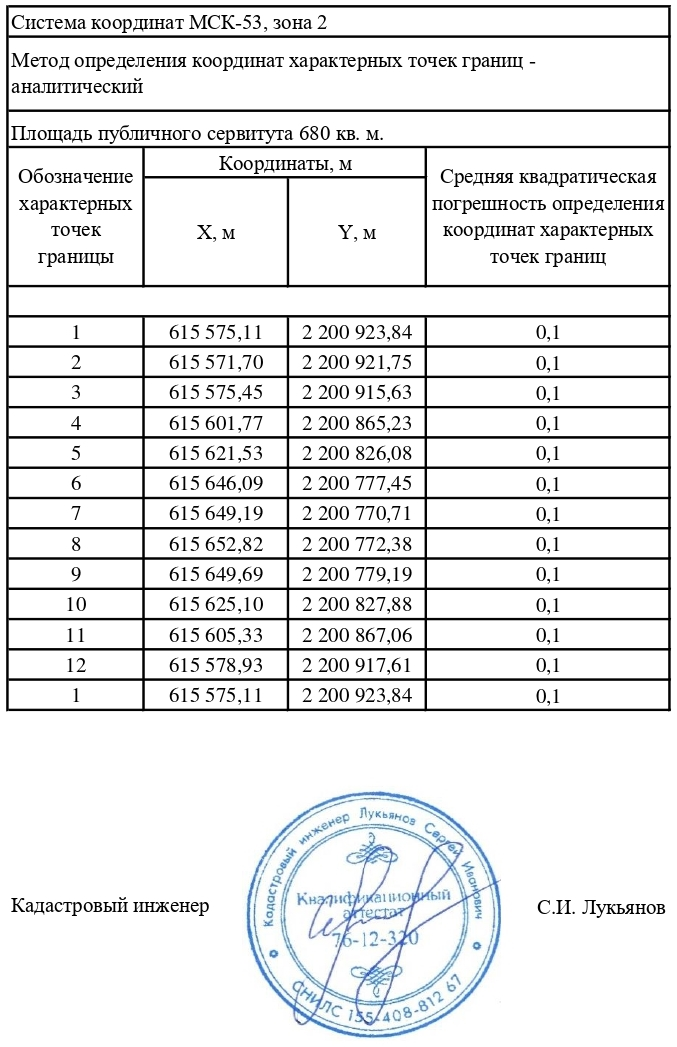 Система координат МСК-53, зона 2
Метод определения координат характерных точек границ -
аналитический
Площадь публичного сервитута 680 кв. м.
Обозначение
характерных
точек
границы
Координаты, м
X, м
Y, м
Средняя квадратическая
погрешность определения
координат характерных
точек границ
1 615 575,11 2 200 923,84 0,1
2 615 571,70 2 200 921,75 0,1
3 615 575,45 2 200 915,63 0,1
4 615 601,77 2 200 865,23 0,1
5 615 621,53 2 200 826,08 0,1
6 615 646,09 2 200 777,45 0,1
7 615 649,19 2 200 770,71 0,1
8 615 652,82 2 200 772,38 0,1
9 615 649,69 2 200 779,19 0,1
10 615 625,10 2 200 827,88 0,1
11 615 605,33 2 200 867,06 0,1
12 615 578,93 2 200 917,61 0,1
1 615 575,11 2 200 923,84 0,1
Кадастровый инженер Лукьянов Сергей Иванович
Квалификационный
аттестат
76-12-320
СНИЛС 155-408-812 67
Кадастровый инженер
С.И. Лукьянов